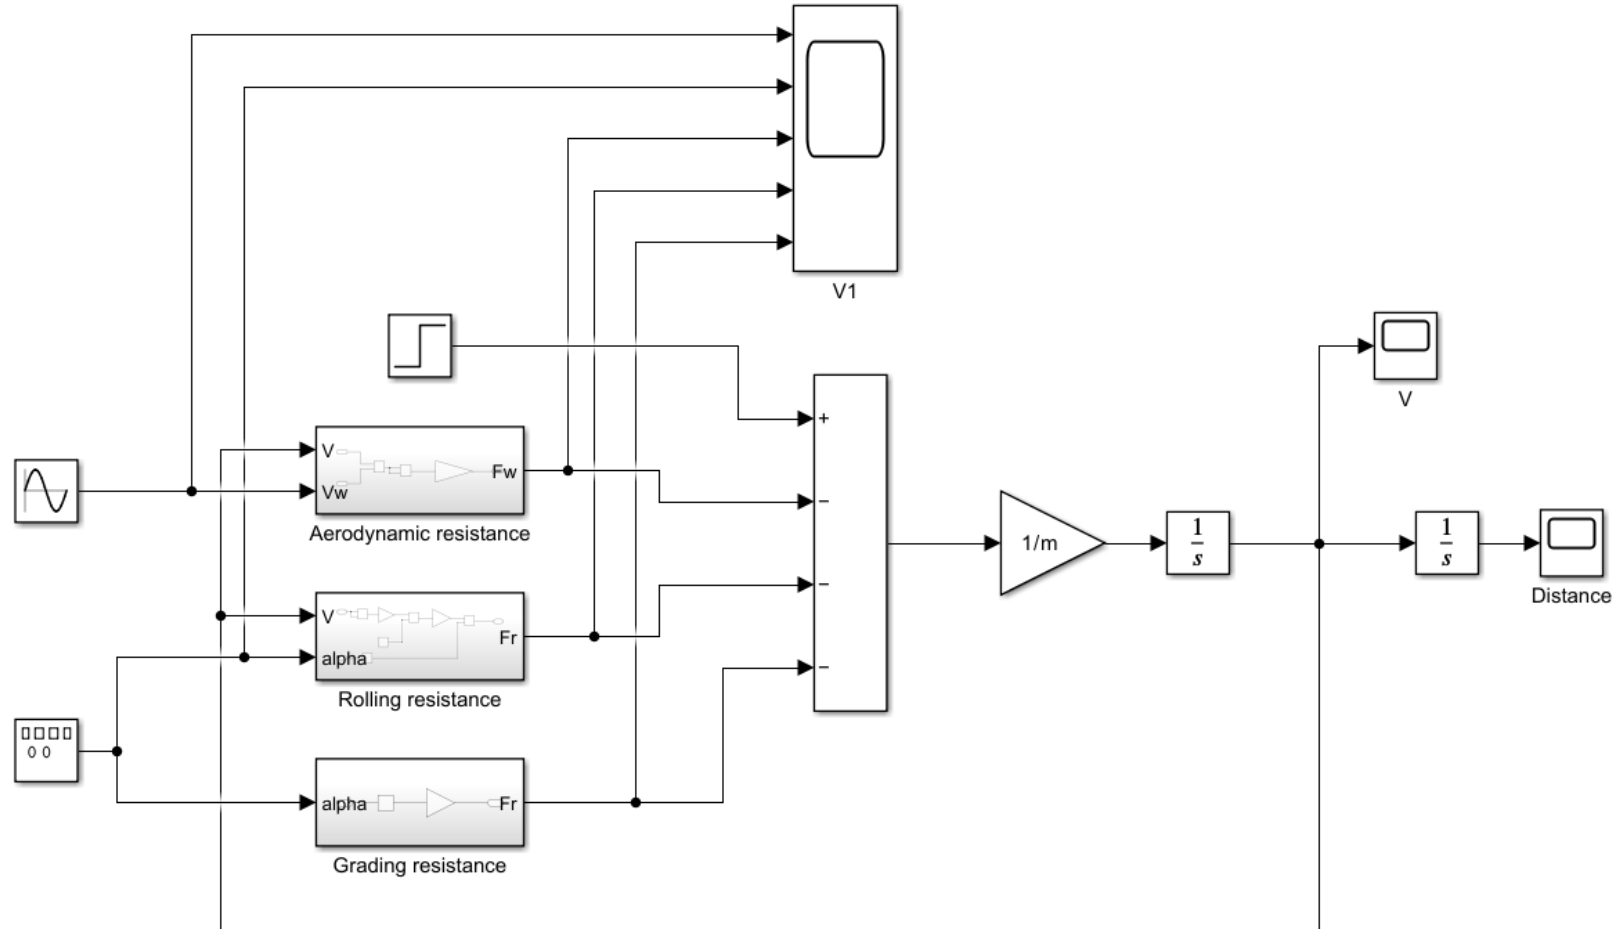 V1
V
+
V
Vw
Fw
Aerodynamic resistance
−
1/m
1
s
1
s
Distance
−
V
alpha
Fr
Rolling resistance
−
0 0
alpha
Fr
Grading resistance